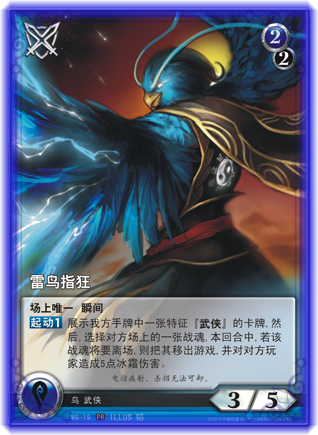 2
2
雷鸟指狂
场上唯一 瞬间
起动1 展示我方手牌中一张特征『武侠』的卡牌，然
后，选择对方场上的一张战魂，本回合中，若该
战魂将要离场，则把其移出游戏，并对对方玩
家造成5点冰霜伤害。
电指疾针，杀招无法可御。
鸟 武侠
3 / 5
PR ILLUS